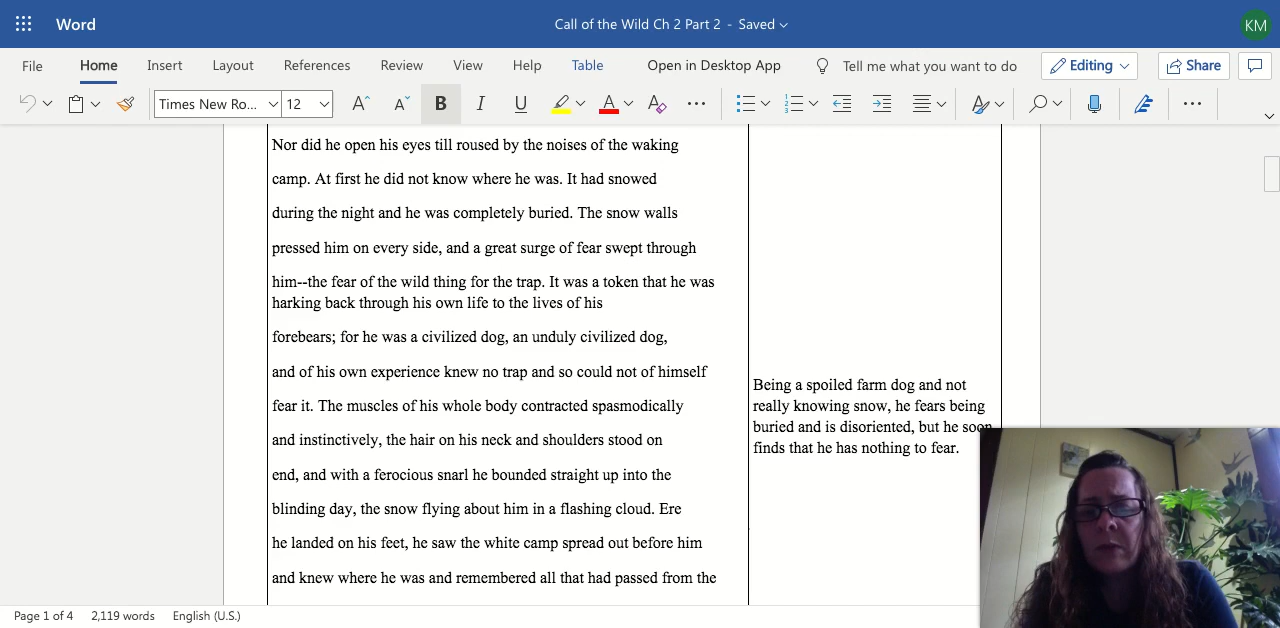 Word
Call of the Wild Ch 2 Part 2 - Saved
KM
File Home Insert Layout References Review View Help Table Open in Desktop App Tell me what you want to do Editing Share
Times New Ro... 12 A A B I U A A
Nor did he open his eyes till roused by the noises of the waking
camp. At first he did not know where he was. It had snowed
during the night and he was completely buried. The snow walls
pressed him on every side, and a great surge of fear swept through
him--the fear of the wild thing for the trap. It was a token that he was
harking back through his own life to the lives of his
forebears; for he was a civilized dog, an unduly civilized dog,
and of his own experience knew no trap and so could not of himself
fear it. The muscles of his whole body contracted spasmodically
and instinctively, the hair on his neck and shoulders stood on
end, and with a ferocious snarl he bounded straight up into the
blinding day, the snow flying about him in a flashing cloud. Ere
he landed on his feet, he saw the white camp spread out before him
and knew where he was and remembered all that had passed from the
Being a spoiled farm dog and not
really knowing snow, he fears being
buried and is disoriented, but he soon
finds that he has nothing to fear.
Page 1 of 4 2,119 words English (U.S.)